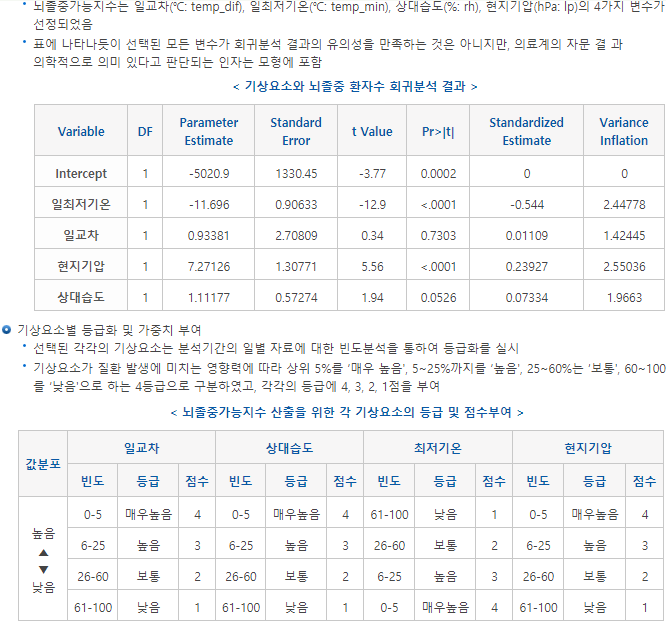 뇌졸중가능지수는 일교차(℃: temp_dif), 일최저기온(℃: temp_min), 상대습도(%: rh), 현지기압(hPa: lp)의 4가지 변수가
선정되었음
표에 나타나듯이 선택된 모든 변수가 회귀분석 결과의 유의성을 만족하는 것은 아니지만, 의료계의 자문 결 과
의학적으로 의미 있다고 판단되는 인자는 모형에 포함
< 기상요소와 뇌졸중 환자수 회귀분석 결과 >
Variable DF Parameter Estimate Standard Error t Value Pr>|t| Standardized Estimate Variance Inflation
Intercept 1 -5020.9 1330.45 -3.77 0.0002 0 0
일최저기온 1 -11.696 0.90633 -12.9 <.0001 -0.544 2.44778
일교차 1 0.93381 2.70809 0.34 0.7303 0.01109 1.42445
현지기압 1 7.27126 1.30771 5.56 <.0001 0.23927 2.55036
상대습도 1 1.11177 0.57274 1.94 0.0526 0.07334 1.9663
기상요소별 등급화 및 가중치 부여
선택된 각각의 기상요소는 분석기간의 일별 자료에 대한 빈도분석을 통하여 등급화를 실시
기상요소가 질환 발생에 미치는 영향력에 따라 상위 5%를 ‘매우 높음’, 5~25%까지를 ‘높음’, 25~60%는 ‘보통’, 60~100
를 ‘낮음’으로 하는 4등급으로 구분하였고, 각각의 등급에 4, 3, 2, 1점을 부여
< 뇌졸중가능지수 산출을 위한 각 기상요소의 등급 및 점수부여 >
값분포 일교차 상대습도 최저기온 현지기압
빈도 등급 점수 빈도 등급 점수 빈도 등급 점수 빈도 등급 점수
높음 ▲ ▼ 낮음
0-5 매우높음 4 0-5 매우높음 4 61-100 낮음 1 0-5 매우높음 4
6-25 높음 3 6-25 높음 3 26-60 보통 2 6-25 높음 3
26-60 보통 2 26-60 보통 2 6-25 높음 3 26-60 보통 2
61-100 낮음 1 61-100 낮음 1 0-5 매우높음 4 61-100 낮음 1